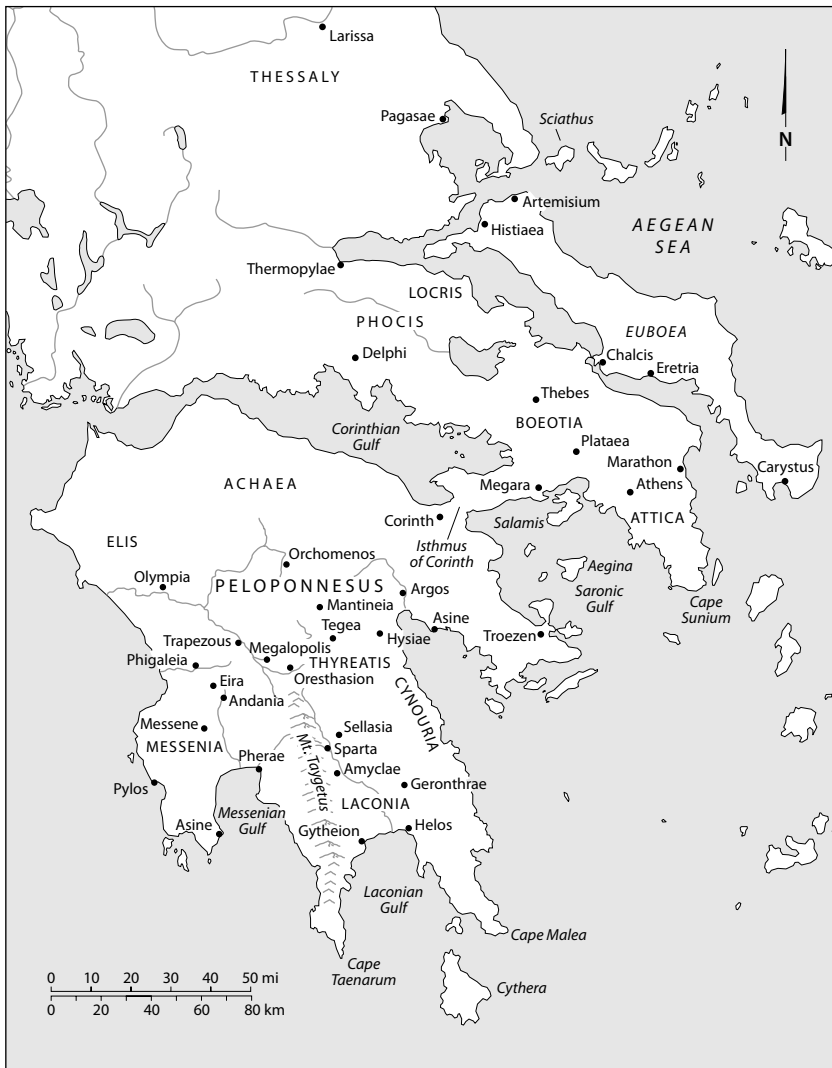 Larissa
THESSALY
Pagasae
Sciathus
N
Artemisium
AEGEAN
SEA
Histiaea
Thermopylae
LOCRIS
PHOCIS
EUBOEA
Delphi
Chalcis
Eretria
Thebes
Corinthian
Gulf
BOEOTIA
Plataea
Marathon
Carystus
ACHAEA
Megara
Athens
Corinth
Salamis
ATTICA
ELIS
Isthmus
of Corinth
Orchomenos
Aegina
Olympia
PELOPONNESUS
Argos
Saronic
Gulf
Mantineia
Cape
Sunium
Tegea
Asine
Trapezous
Hysiae
Troezen
Megalopolis
Phigaleia
THYREATIS
Oresthasion
Eira
Andania
CYNOURIA
Messene
Sellasia
MESSENIA
Sparta
Pherae
Mt. Taygetus
Amyclae
Pylos
Geronthrae
LACONIA
Messenian
Gulf
Asine
Gytheion
Helos
Laconian
Gulf
Cape Malea
Cape
Taenarum
Cythera
0 10 20 30 40 50 mi
0 20 40 60 80 km